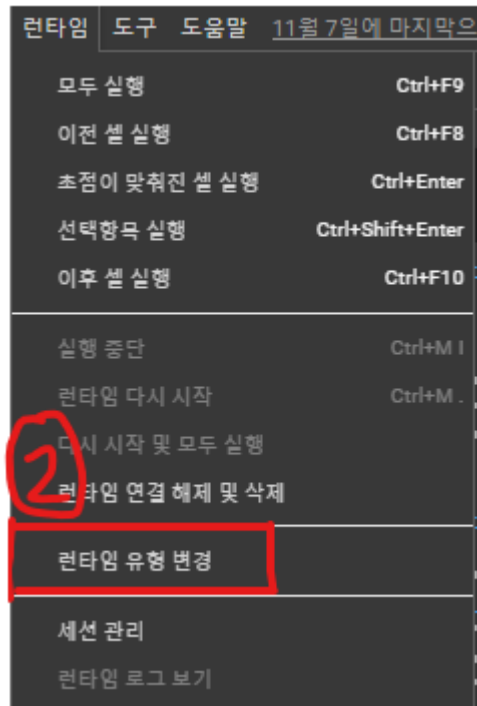 런타임 도구 도움말 11월 7일에 마지막으
모두 실행 Ctrl+F9
이전 셀 실행 Ctrl+F8
초점이 맞춰진 셀 실행 Ctrl+Enter
선택항목 실행 Ctrl+Shift+Enter
이후 셀 실행 Ctrl+F10
실행 중단 Ctrl+M I
런타임 다시 시작 Ctrl+M .
다시 시작 및 모두 실행
2
런타임 연결 해제 및 삭제
런타임 유형 변경
세션 관리
런타임 로그 보기